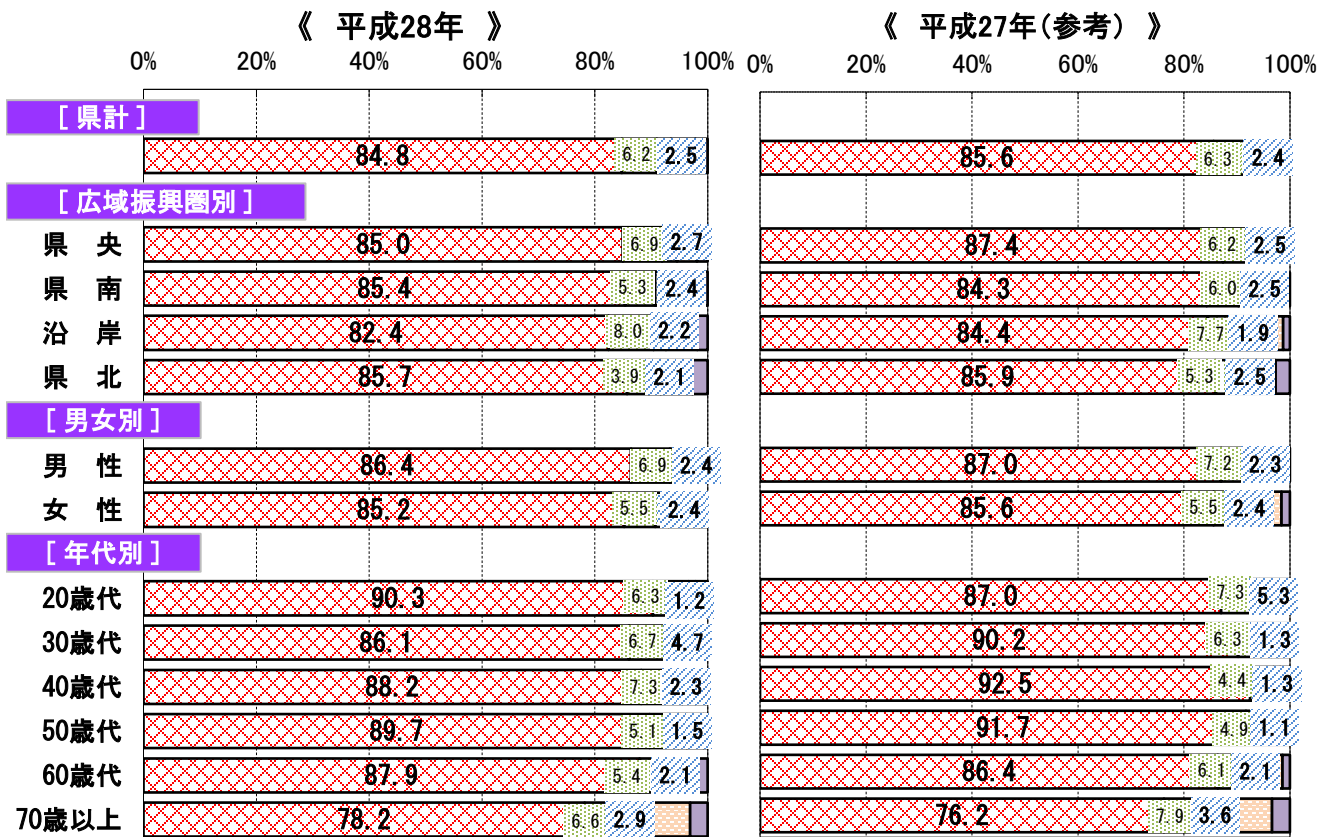 《 平成28年 》 《 平成27年(参考) 》
0% 20% 40% 60% 80% 100% 0% 20% 40% 60% 80% 100%
[ 県計 ]
84.8 6.2 2.5 85.6 6.3 2.4
[ 広域振興圏別 ]
県 央 85.0 6.9 2.7 87.4 6.2 2.5
県 南 85.4 5.3 2.4 84.3 6.0 2.5
沿 岸 82.4 8.0 2.2 84.4 7.7 1.9
県 北 85.7 3.9 2.1 85.9 5.3 2.5
[ 男女別 ]
男 性 86.4 6.9 2.4 87.0 7.2 2.3
女 性 85.2 5.5 2.4 85.6 5.5 2.4
[ 年代別 ]
20歳代 90.3 6.3 1.2 87.0 7.3 5.3
30歳代 86.1 6.7 4.7 90.2 6.3 1.3
40歳代 88.2 7.3 2.3 92.5 4.4 1.3
50歳代 89.7 5.1 1.5 91.7 4.9 1.1
60歳代 87.9 5.4 2.1 86.4 6.1 2.1
70歳以上 78.2 6.6 2.9 76.2 7.9 3.6